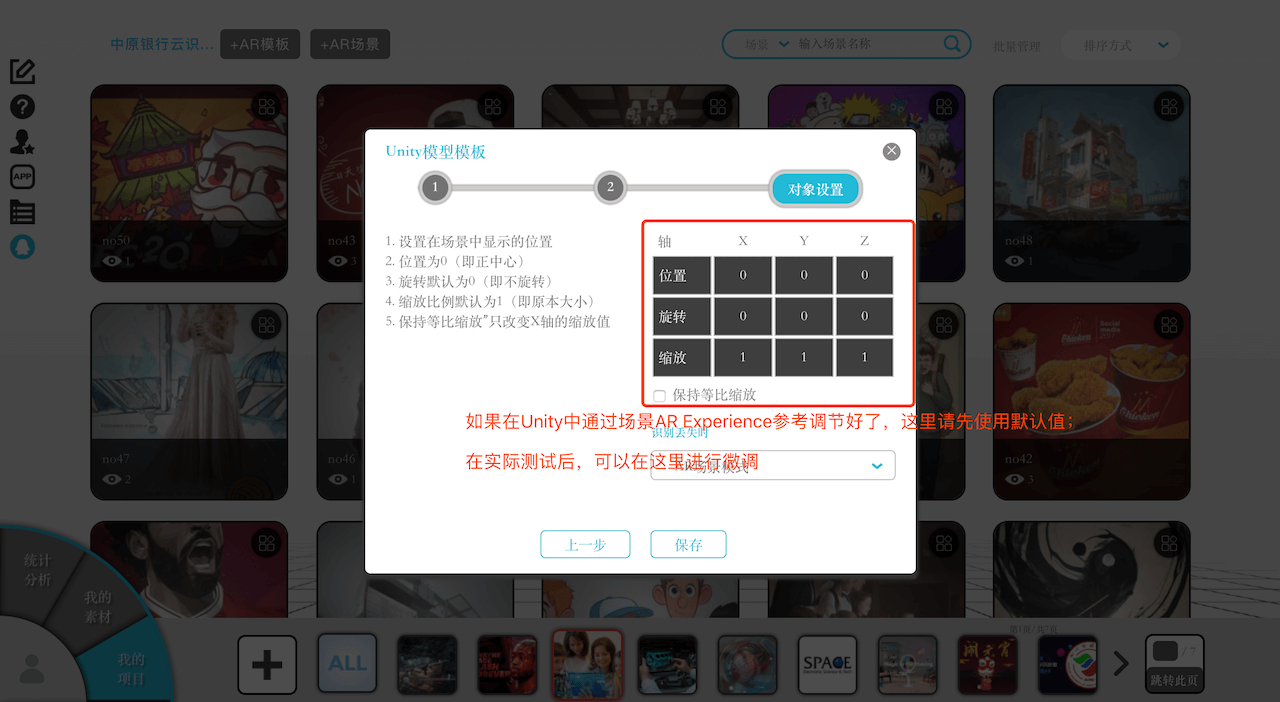 中原银行云识...
+AR模板
+AR场景
场景
输入场景名称
批量管理
排序方式
APP
no50
1
no43
3
no48
1
Unity模型模板
1
2
对象设置
1. 设置在场景中显示的位置
2. 位置为0（即正中心）
3. 旋转默认为0（即不旋转）
4. 缩放比例默认为1（即原本大小）
5. 保持等比缩放”只改变X轴的缩放值
轴 X Y Z
位置 0 0 0
旋转 0 0 0
缩放 1 1 1
保持等比缩放
如果在Unity中通过场景AR Experience参考调节好了，这里请先使用默认值；
识别丢失时
在实际测试后，可以在这里进行微调
上一步
保存
no47
2
no46
1
Social
media
no42
3
统计
分析
我的
素材
我的
项目
ALL
SPACE
闹元宵
第1页/共7页
/ 7
跳转此页